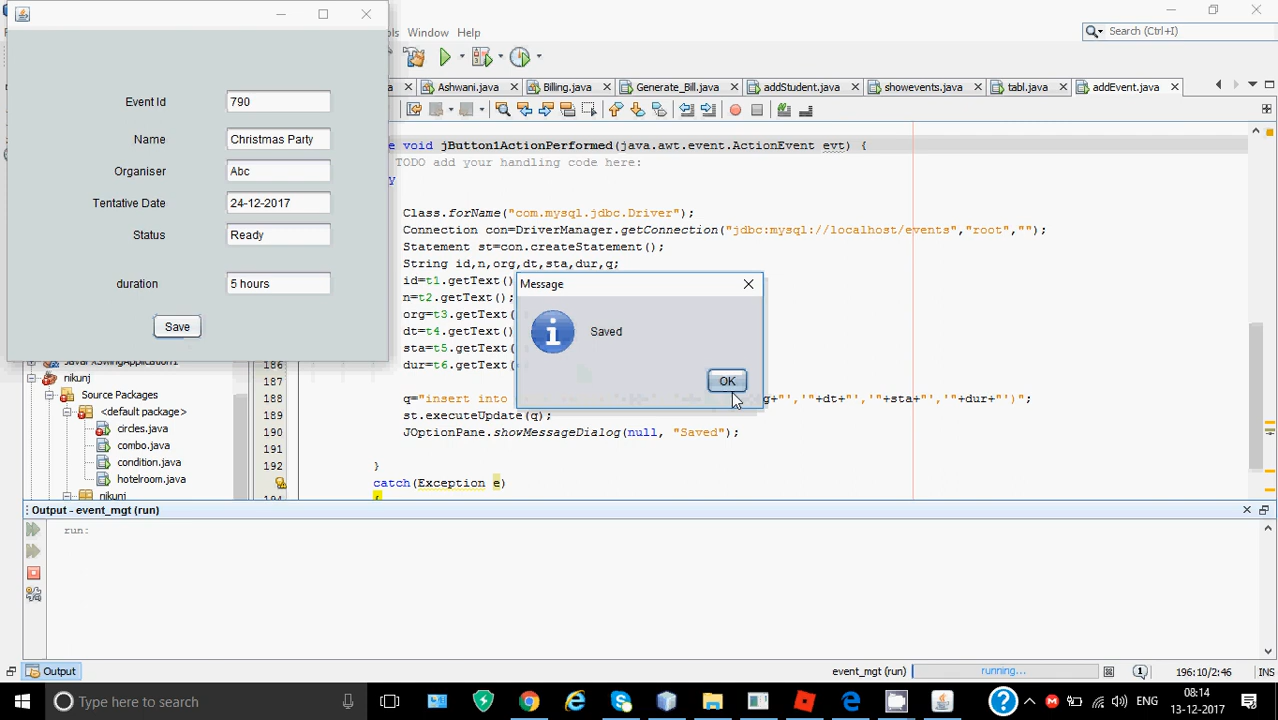 ls Window Help
Search (Ctrl+I)
Ashwani.java Billing.java Generate_Bill.java addStudent.java showevents.java tabl.java addEvent.java
Event Id 790
Name Christmas Party
Organiser Abc
Tentative Date 24-12-2017
Status Ready
duration 5 hours
Save
e void jButton1ActionPerformed(java.awt.event.ActionEvent evt) {
TODO add your handling code here:
y
Class.forName("com.mysql.jdbc.Driver");
Connection con=DriverManager.getConnection("jdbc:mysql://localhost/events","root","");
Statement st=con.createStatement();
String id,n,org,dt,sta,dur,q;
id=t1.getText()
n=t2.getText();
org=t3.getText(
dt=t4.getText()
sta=t5.getText(
186 dur=t6.getText(
187
188 q="insert into g+"','"+dt+"','"+sta+"','"+dur+"')";
189 st.executeUpdate(q);
190 JOptionPane.showMessageDialog(null, "Saved");
191
192 }
catch(Exception e)
194 {
Message
Saved
OK
JavaFXSwingApplication1
nikunj
Source Packages
<default package>
circles.java
combo.java
condition.java
hotelroom.java
nikunj
Output - event_mgt (run)
run:
Output
event_mgt (run) running... 1 196:10/2:46 INS
Type here to search
ENG 08:14
13-12-2017